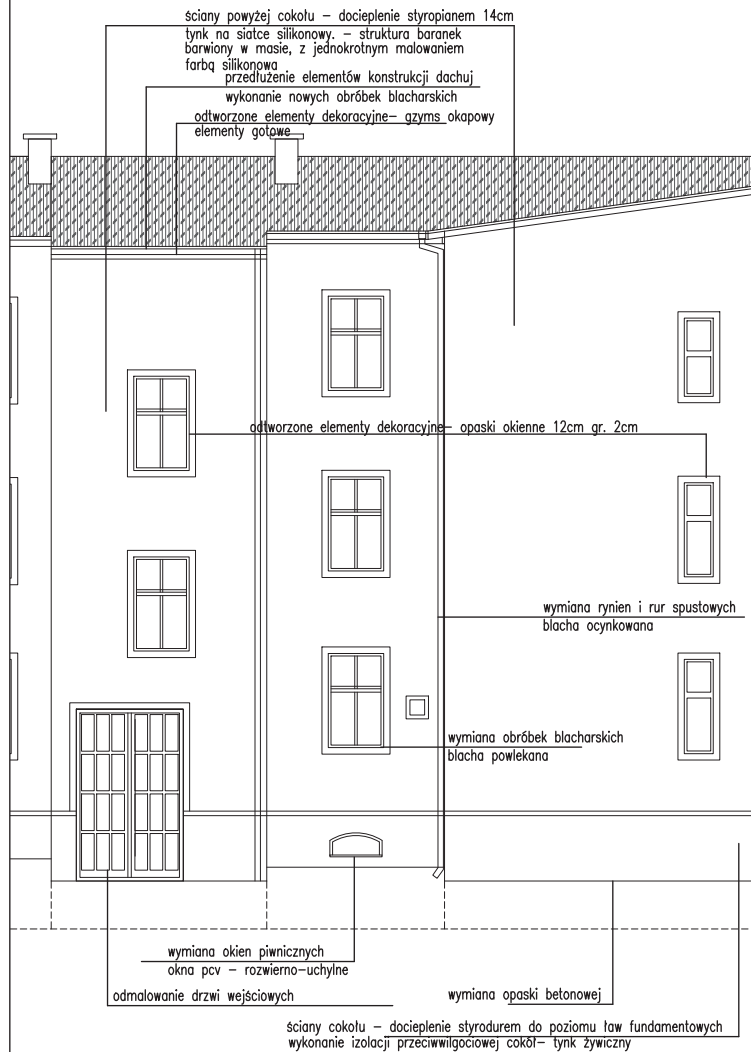 ściany powyżej cokołu – docieplenie styropianem 14cm
tynk na siatce silikonowy. – struktura baranek
barwiony w masie, z jednokrotnym malowaniem
farbą silikonowa
przedłużenie elementów konstrukcji dachuj
wykonanie nowych obróbek blacharskich
odtworzone elementy dekoracyjne– gzyms okapowy
elementy gotowe
odtworzone elementy dekoracyjne– opaski okienne 12cm gr. 2cm
wymiana rynien i rur spustowych
blacha ocynkowana
wymiana obróbek blacharskich
blacha powlekana
wymiana okien piwnicznych
okna pcv – rozwierno–uchylne
odmalowanie drzwi wejściowych
wymiana opaski betonowej
ściany cokołu – docieplenie styrodurem do poziomu ław fundamentowych
wykonanie izolacji przeciwwilgociowej cokół– tynk żywiczny